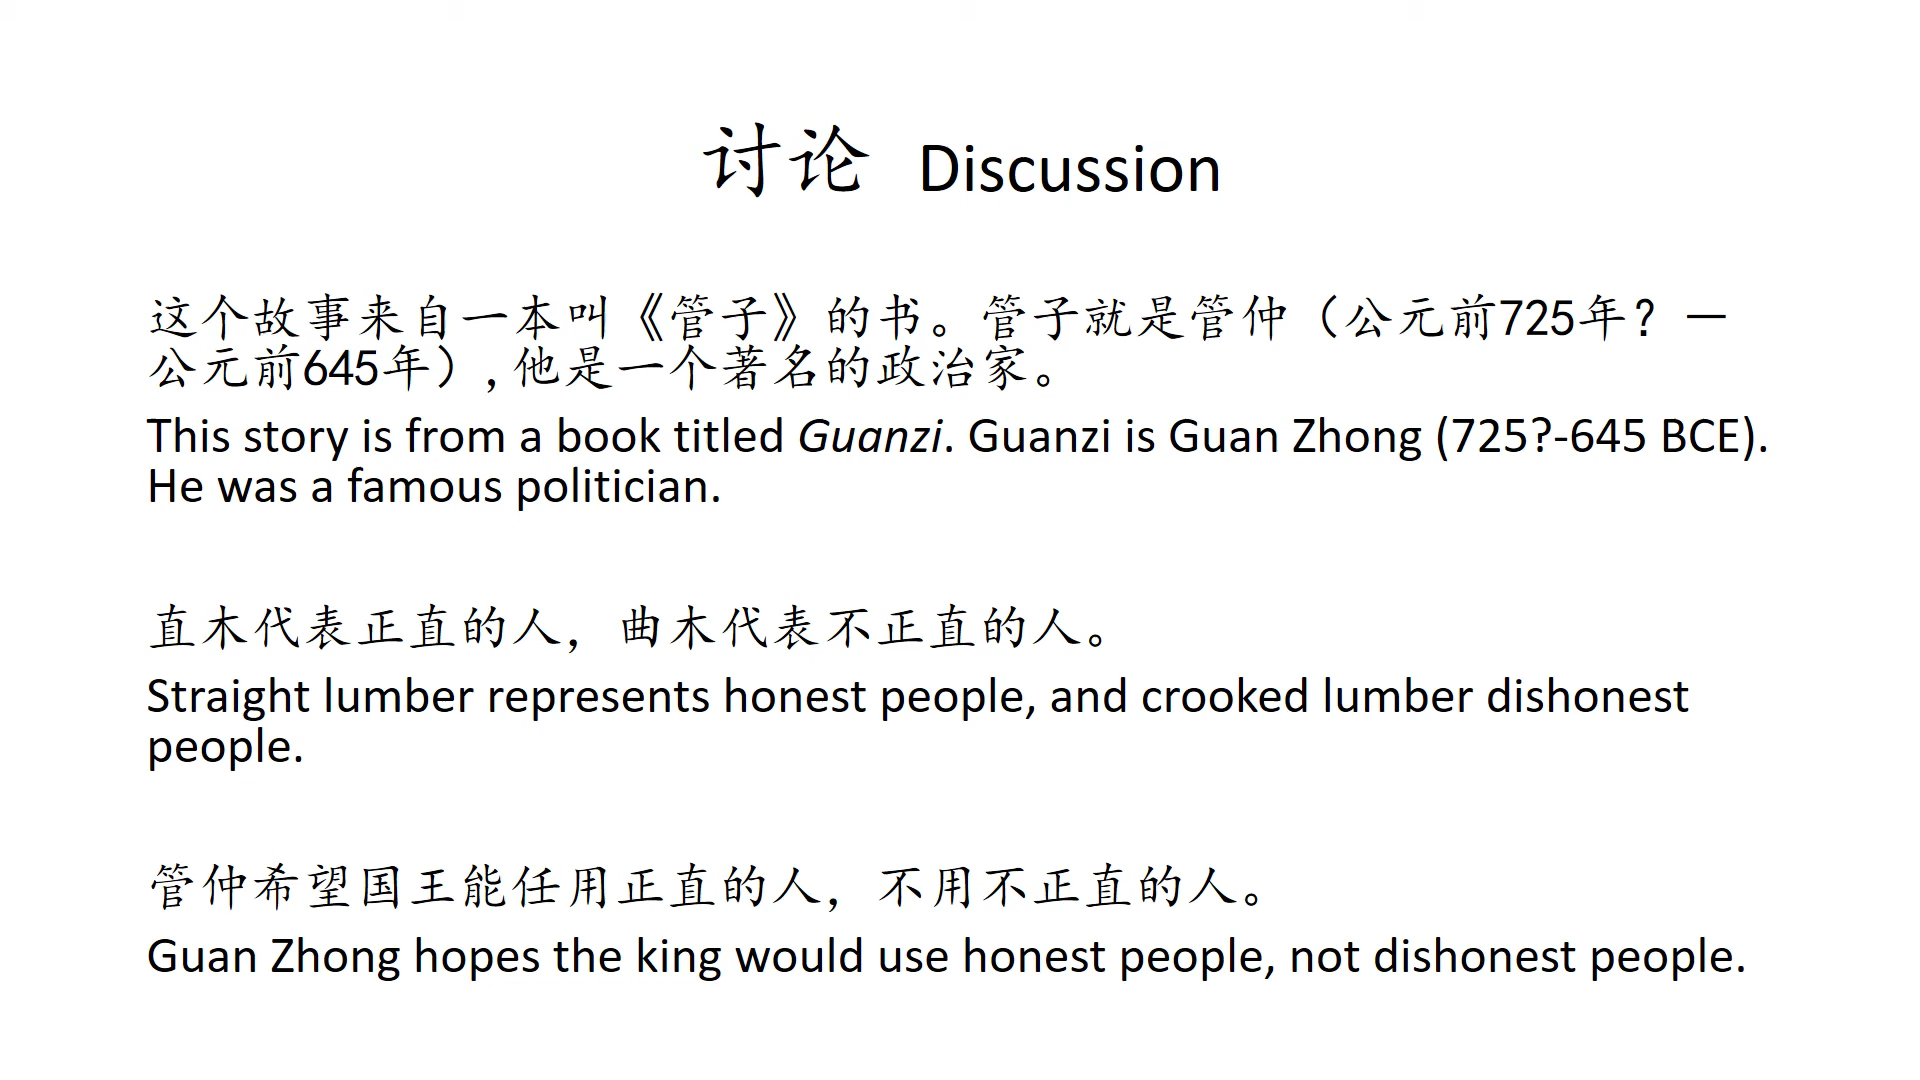 讨论 Discussion
这个故事来自一本叫《管子》的书。管子就是管仲（公元前725年？—
公元前645年）, 他是一个著名的政治家。
This story is from a book titled Guanzi. Guanzi is Guan Zhong (725?-645 BCE).
He was a famous politician.
直木代表正直的人，曲木代表不正直的人。
Straight lumber represents honest people, and crooked lumber dishonest
people.
管仲希望国王能任用正直的人，不用不正直的人。
Guan Zhong hopes the king would use honest people, not dishonest people.